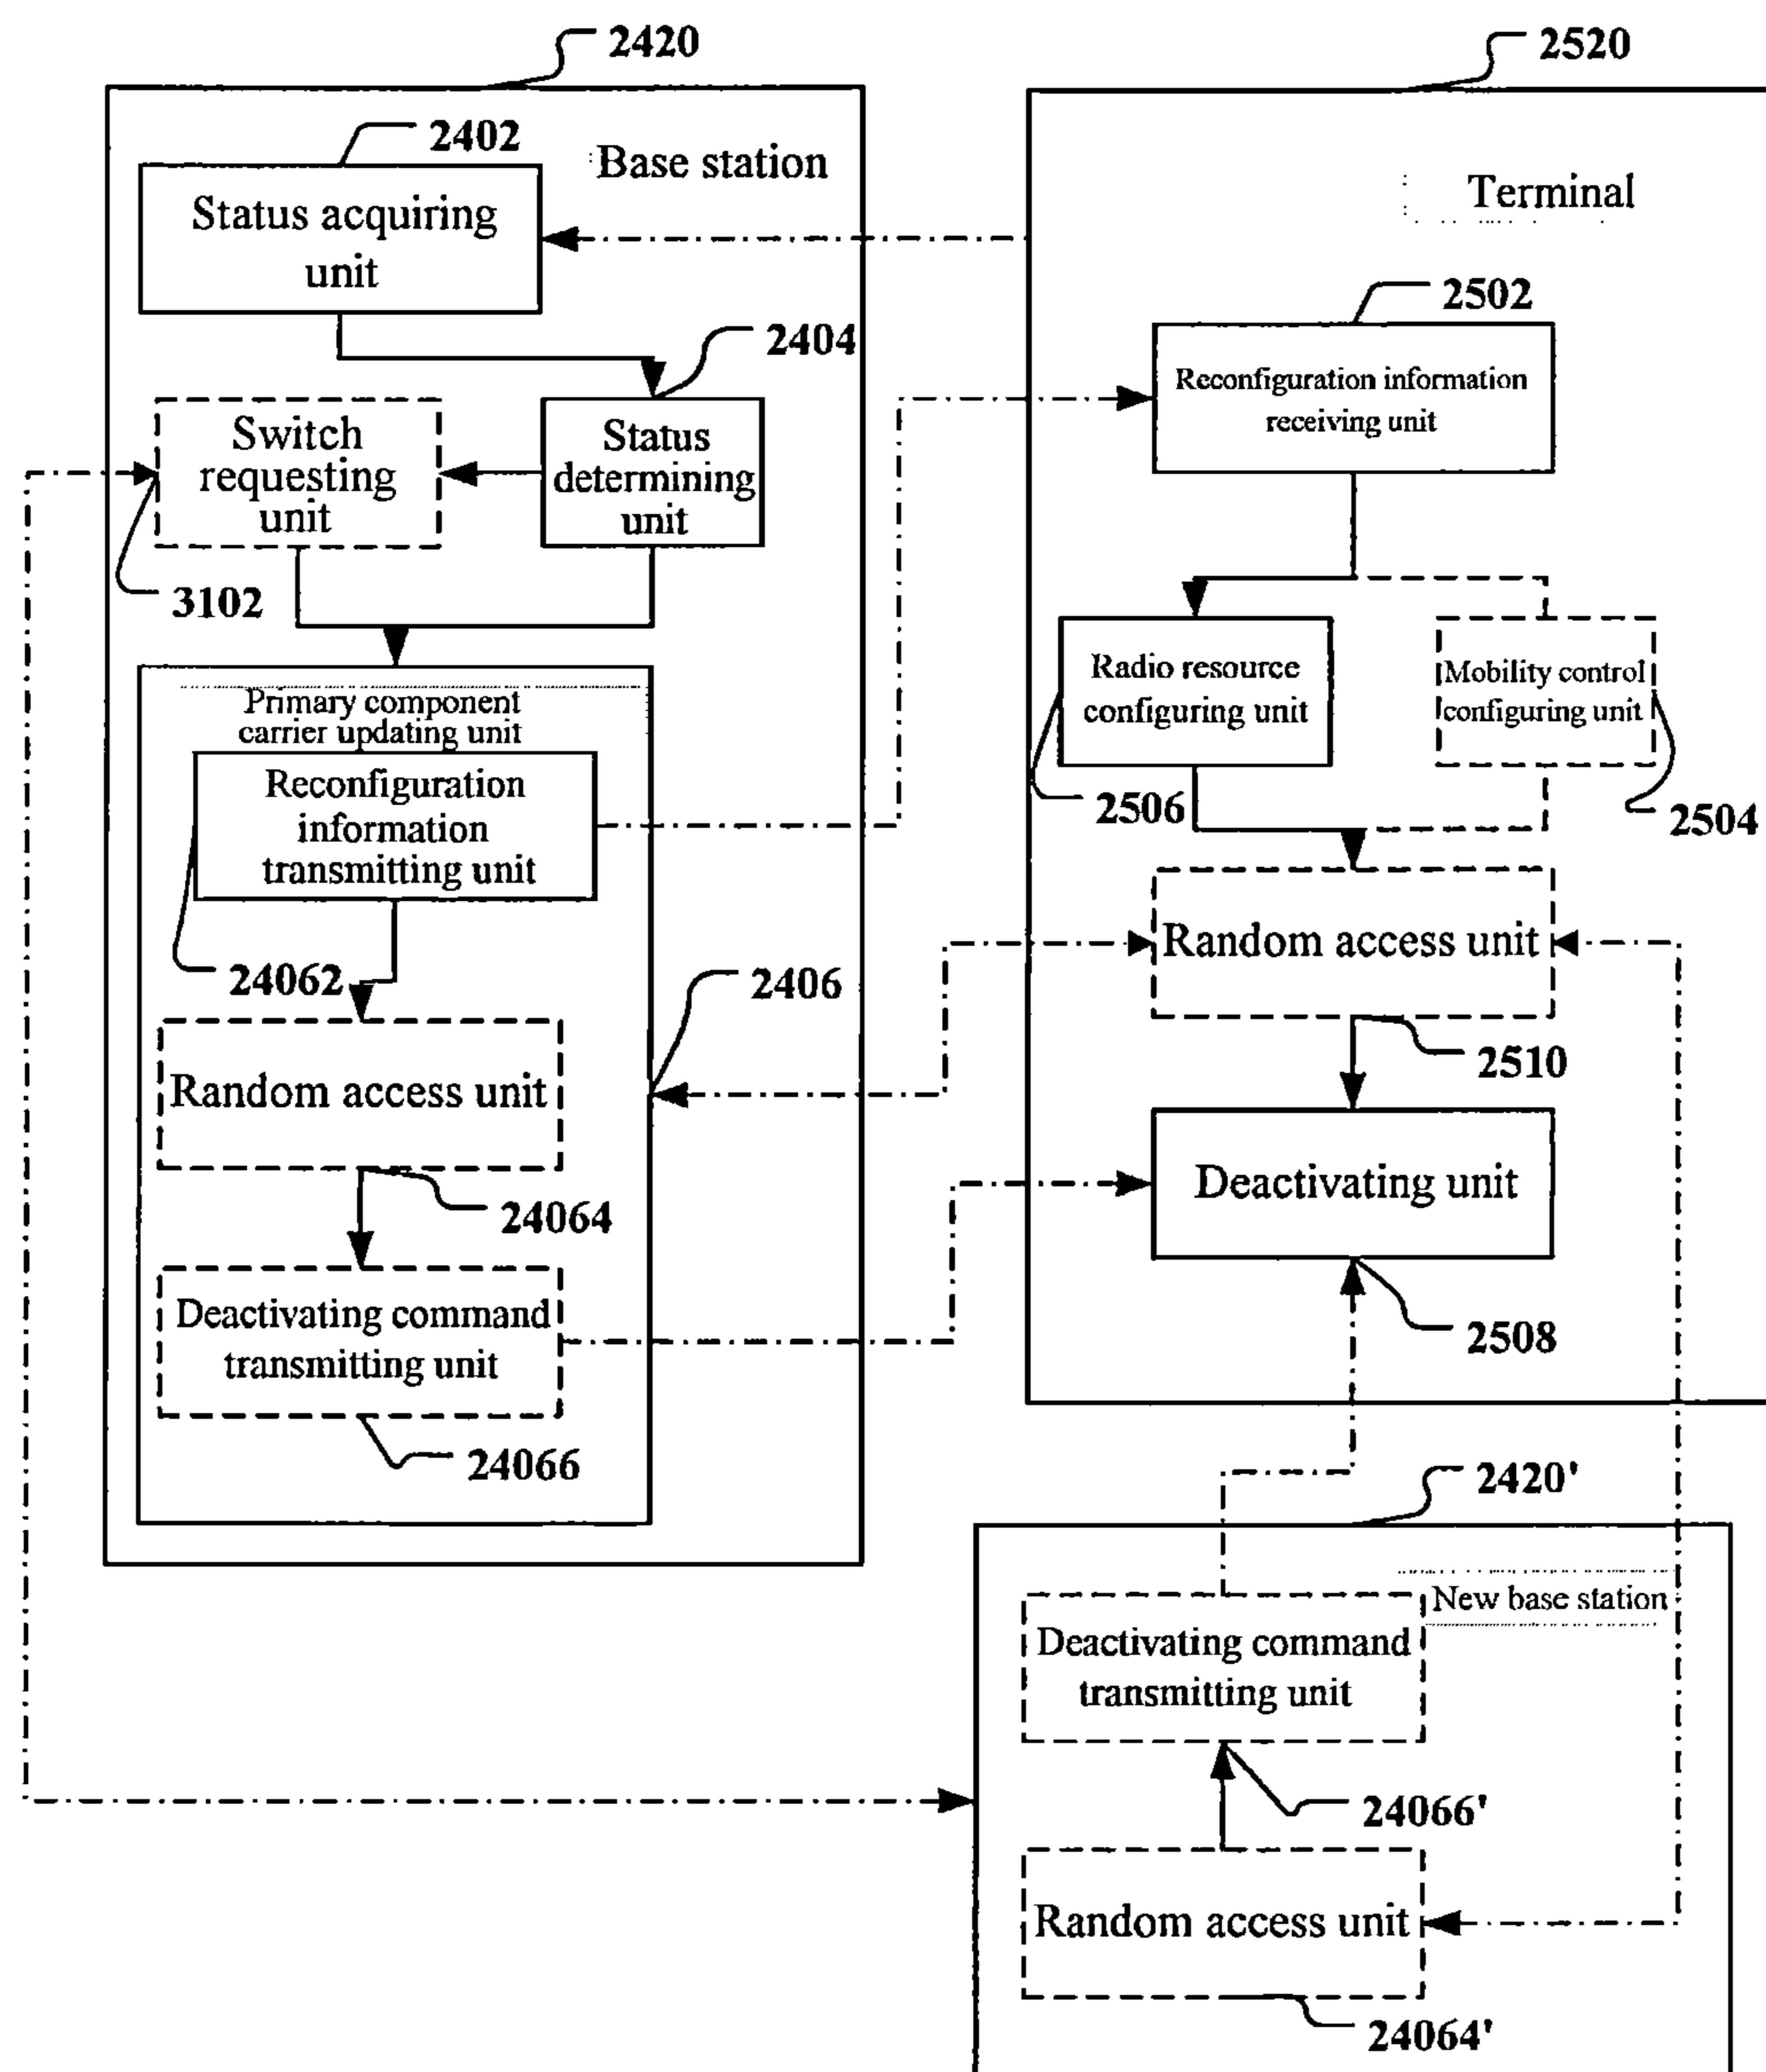 2420
2402
Base station
Status acquiring
unit
2404
Switch
requesting
unit
Status
determining
unit
3102
Primary component
carrier updating unit
Reconfiguration
information
transmitting unit
24062
2406
Random access unit
24064
Deactivating command
transmitting unit
24066
2520
Terminal
2502
Reconfiguration information
receiving unit
Radio resource
configuring unit
Mobility control
configuring unit
2506
2504
Random access unit
2510
Deactivating unit
2508
2420'
New base station
Deactivating command
transmitting unit
24066'
Random access unit
24064'